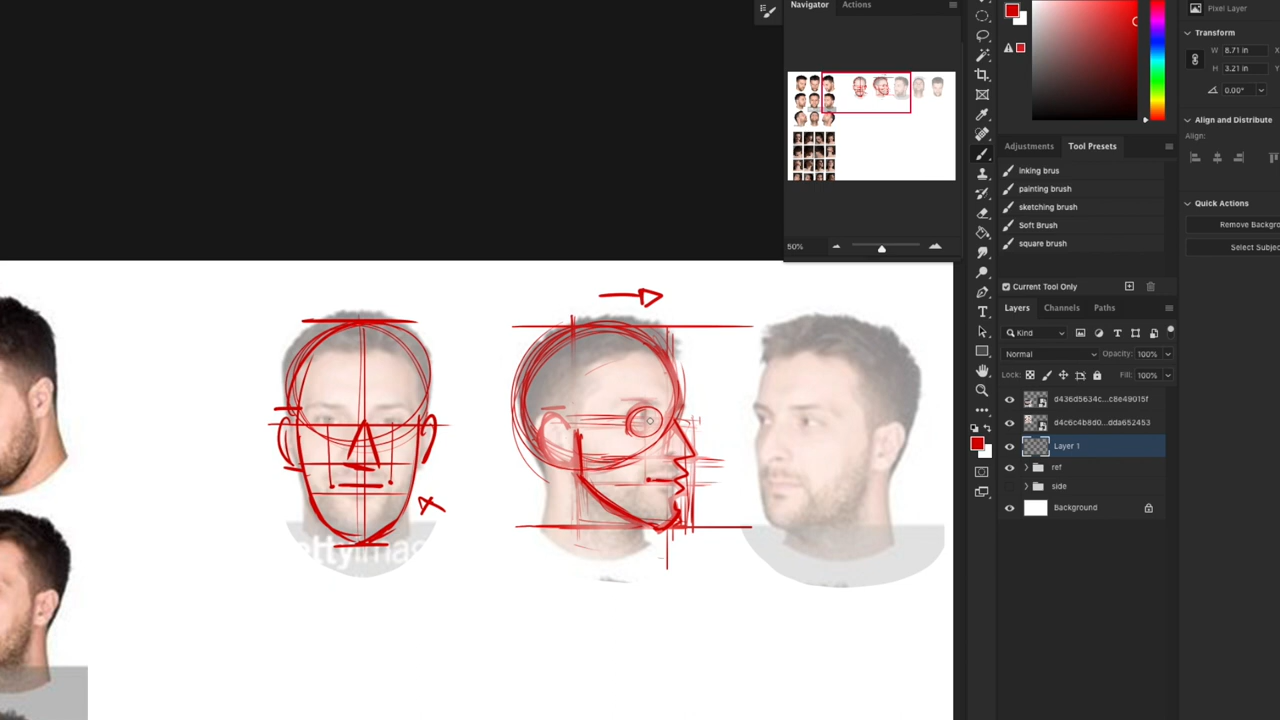 Navigator Actions
50%
Pixel Layer
Transform
W 8.71 in
H 3.21 in
0.00°
Align and Distribute
Align:
Quick Actions
Remove Backgro
Select Subjec
Adjustments Tool Presets
inking brus
painting brush
sketching brush
Soft Brush
square brush
Current Tool Only
Layers Channels Paths
Kind
Normal Opacity: 100%
Lock: Fill: 100%
d436d5634c...c8e49015f
d4c6c4b8d0...dda652453
Layer 1
ref
side
Background